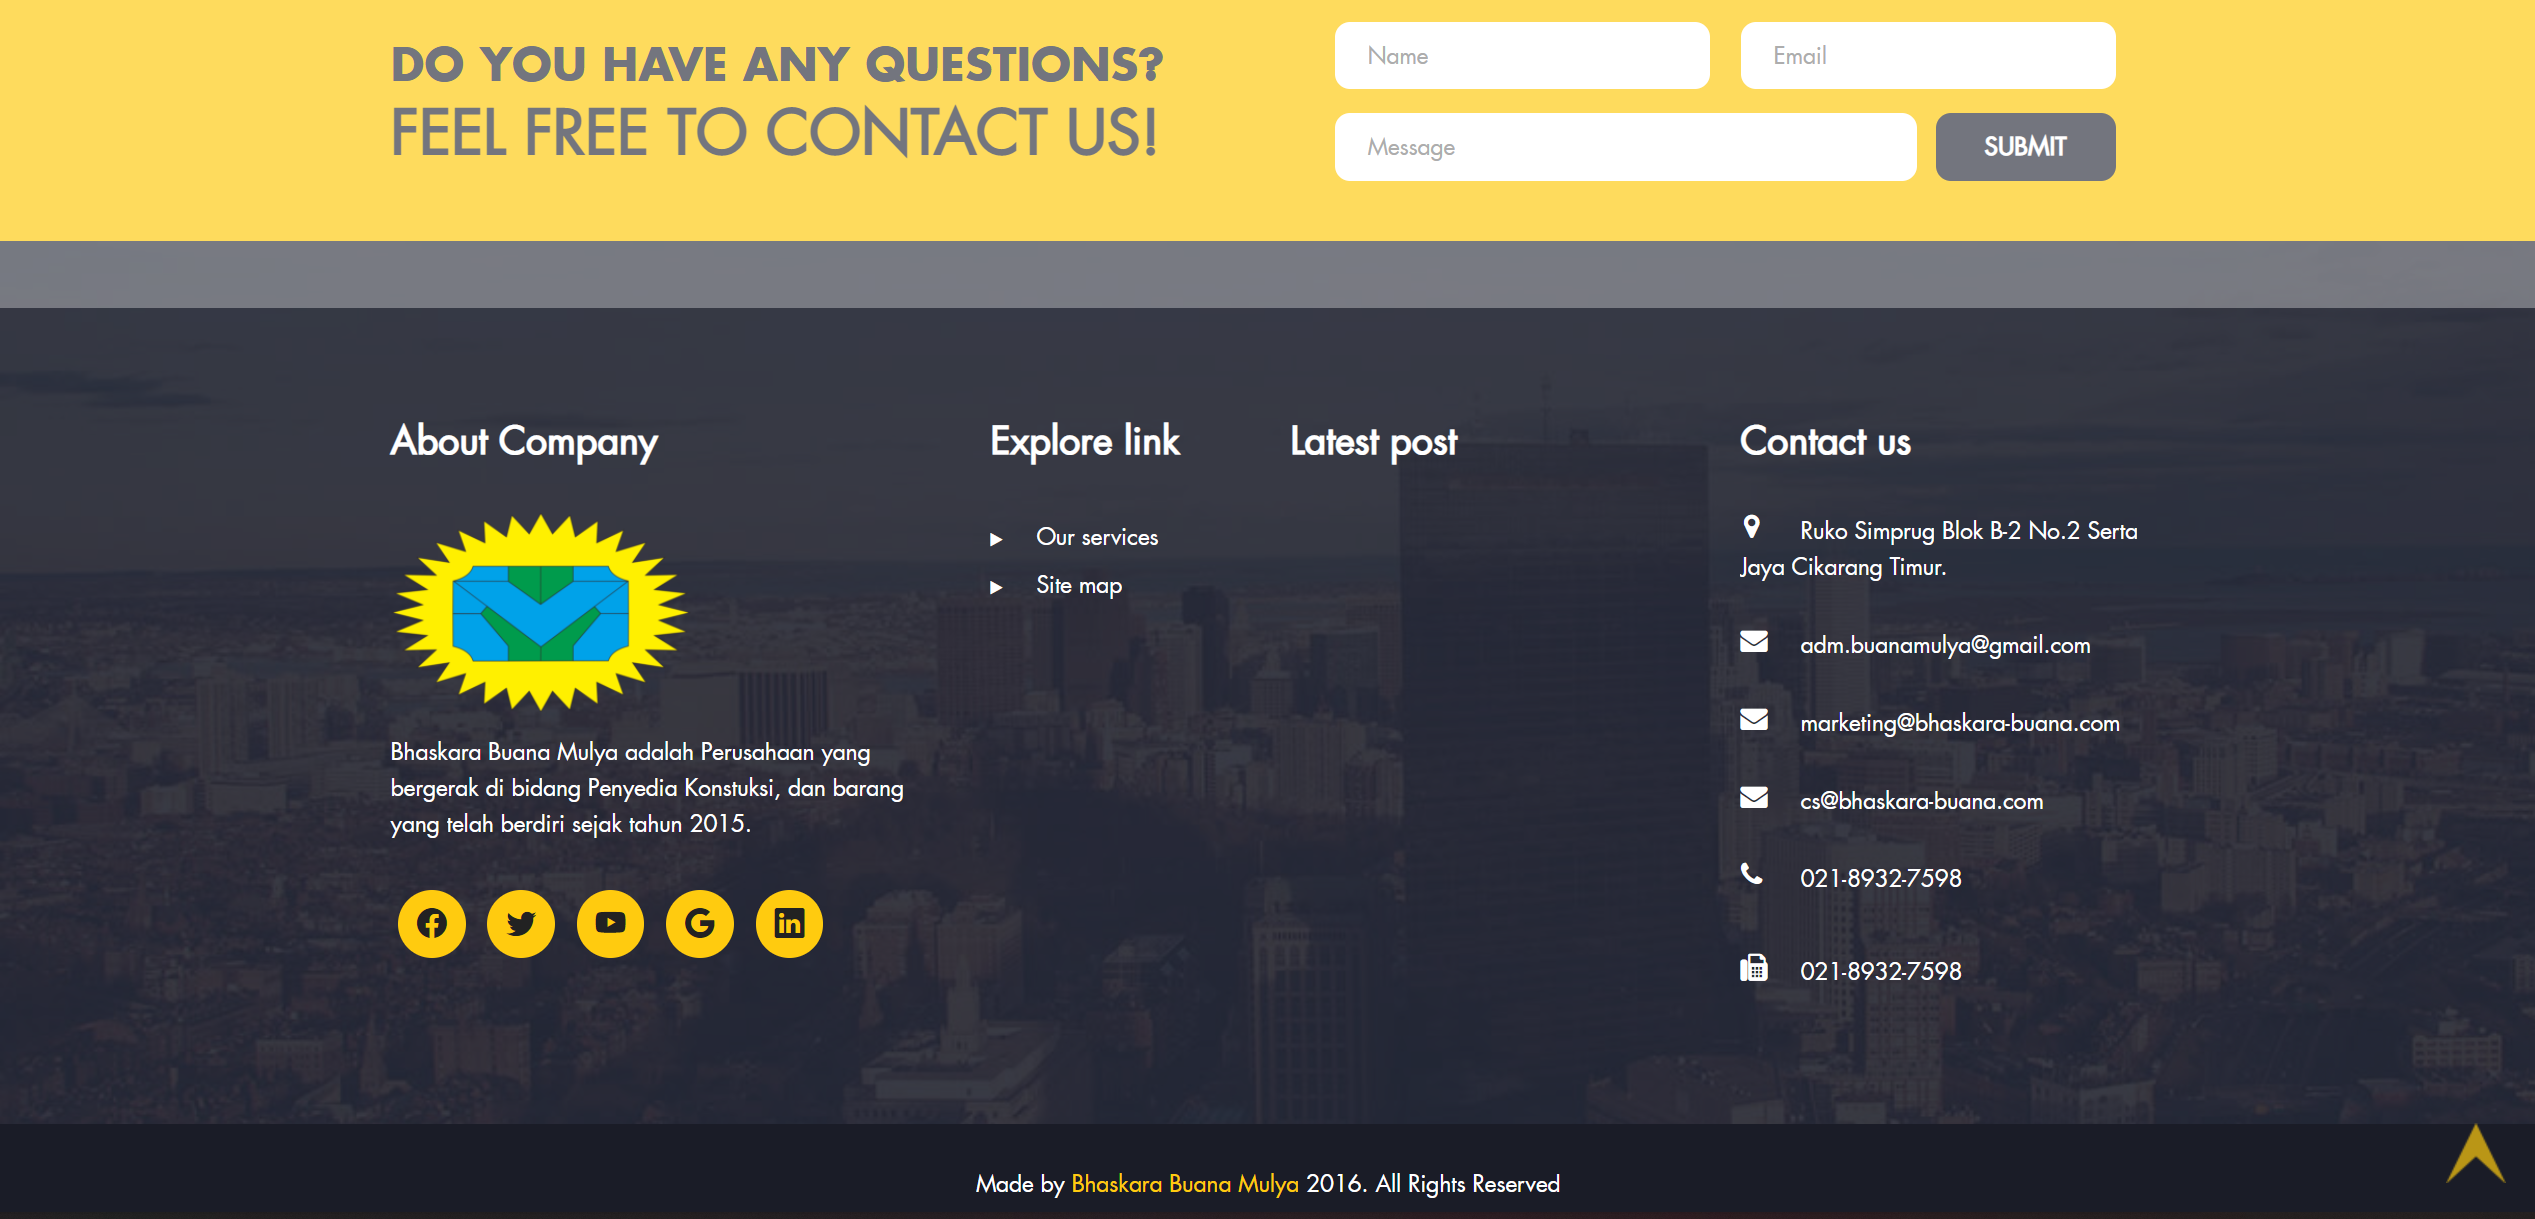 DO YOU HAVE ANY QUESTIONS?
FEEL FREE TO CONTACT US!
Name
Email
Message
SUBMIT
About Company
Bhaskara Buana Mulya adalah Perusahaan yang
bergerak di bidang Penyedia Konstuksi, dan barang
yang telah berdiri sejak tahun 2015.
Explore link
Our services
Site map
Latest post
Contact us
Ruko Simprug Blok B-2 No.2 Serta
Jaya Cikarang Timur.
adm.buanamulya@gmail.com
marketing@bhaskara-buana.com
cs@bhaskara-buana.com
021-8932-7598
021-8932-7598
Made by Bhaskara Buana Mulya 2016. All Rights Reserved